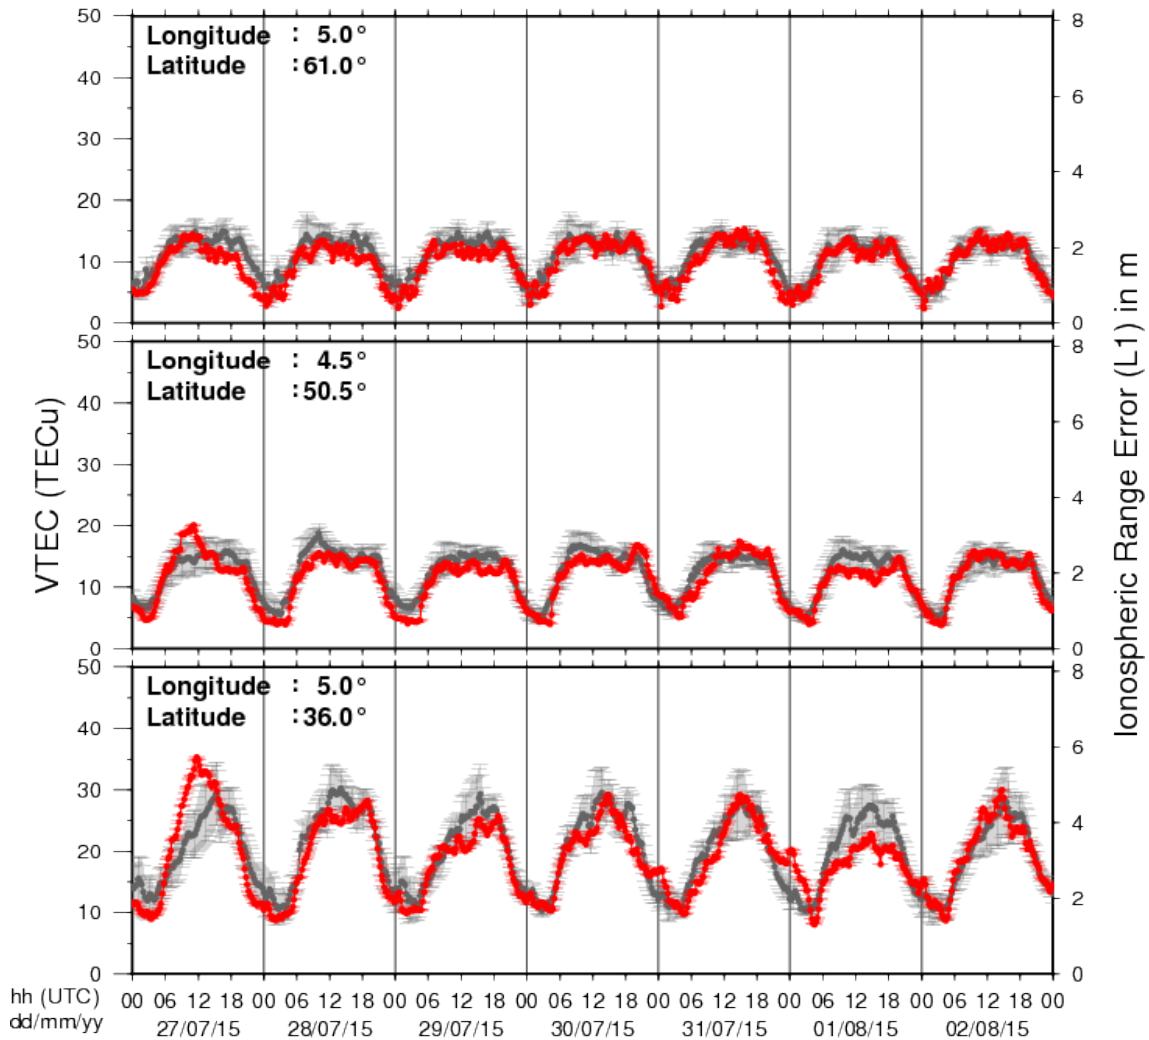 50
40
30
20
10
0
Longitude : 5.0°
Latitude :61.0°
8
6
4
2
0
50
40
30
20
10
0
Longitude : 4.5°
Latitude :50.5°
8
6
4
2
0
50
40
30
20
10
0
Longitude : 5.0°
Latitude :36.0°
8
6
4
2
0
VTEC (TECu)
Ionospheric Range Error (L1) in m
hh (UTC)
00 06 12 18 00 06 12 18 00 06 12 18 00 06 12 18 00 06 12 18 00 06 12 18 00 06 12 18 00
dd/mm/yy
27/07/15 28/07/15 29/07/15 30/07/15 31/07/15 01/08/15 02/08/15